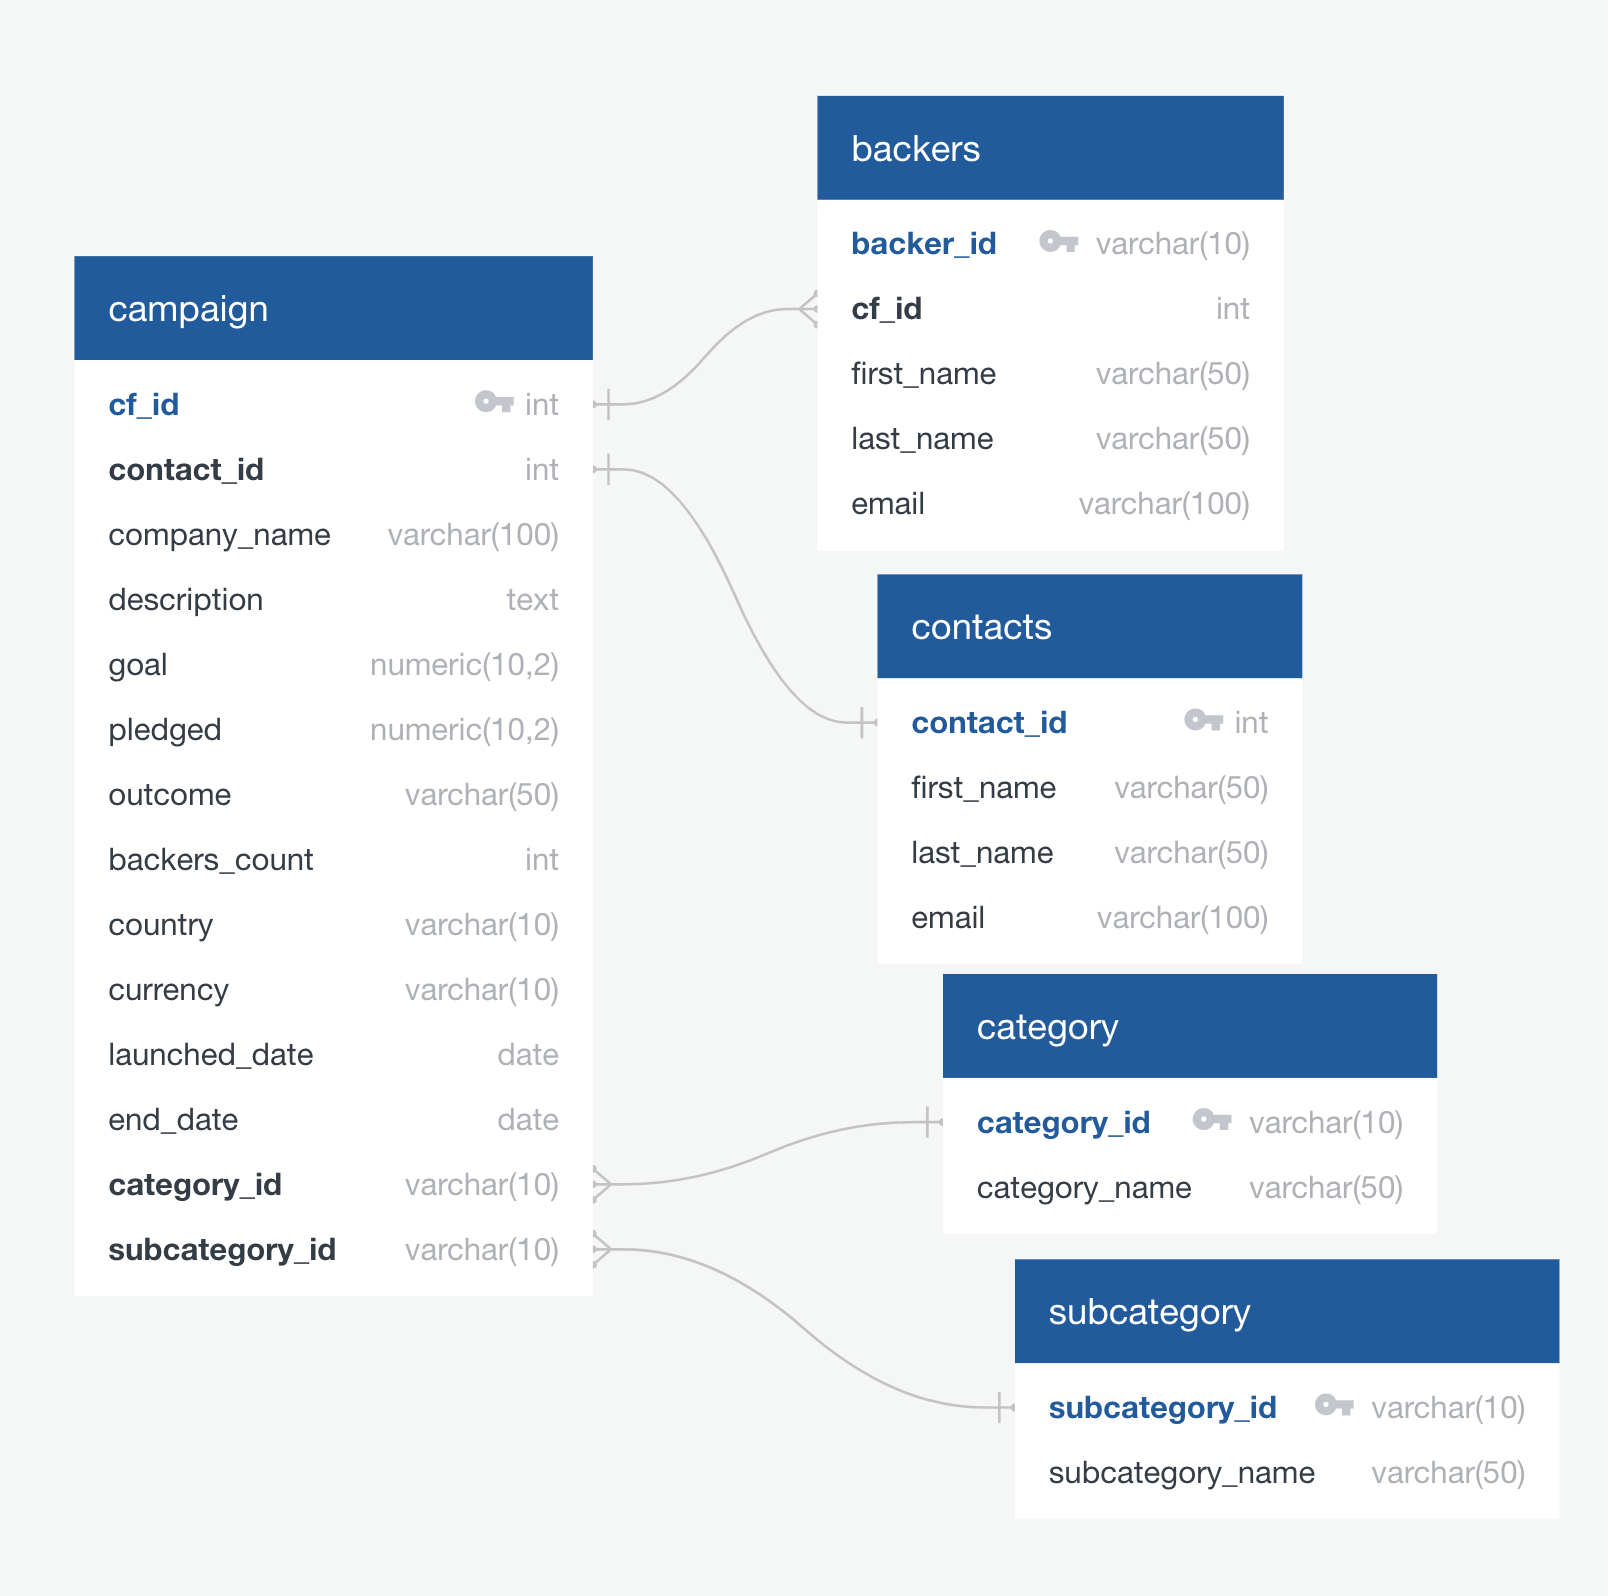 campaign
cf_id int
contact_id int
company_name varchar(100)
description text
goal numeric(10,2)
pledged numeric(10,2)
outcome varchar(50)
backers_count int
country varchar(10)
currency varchar(10)
launched_date date
end_date date
category_id varchar(10)
subcategory_id varchar(10)
backers
backer_id varchar(10)
cf_id int
first_name varchar(50)
last_name varchar(50)
email varchar(100)
contacts
contact_id int
first_name varchar(50)
last_name varchar(50)
email varchar(100)
category
category_id varchar(10)
category_name varchar(50)
subcategory
subcategory_id varchar(10)
subcategory_name varchar(50)